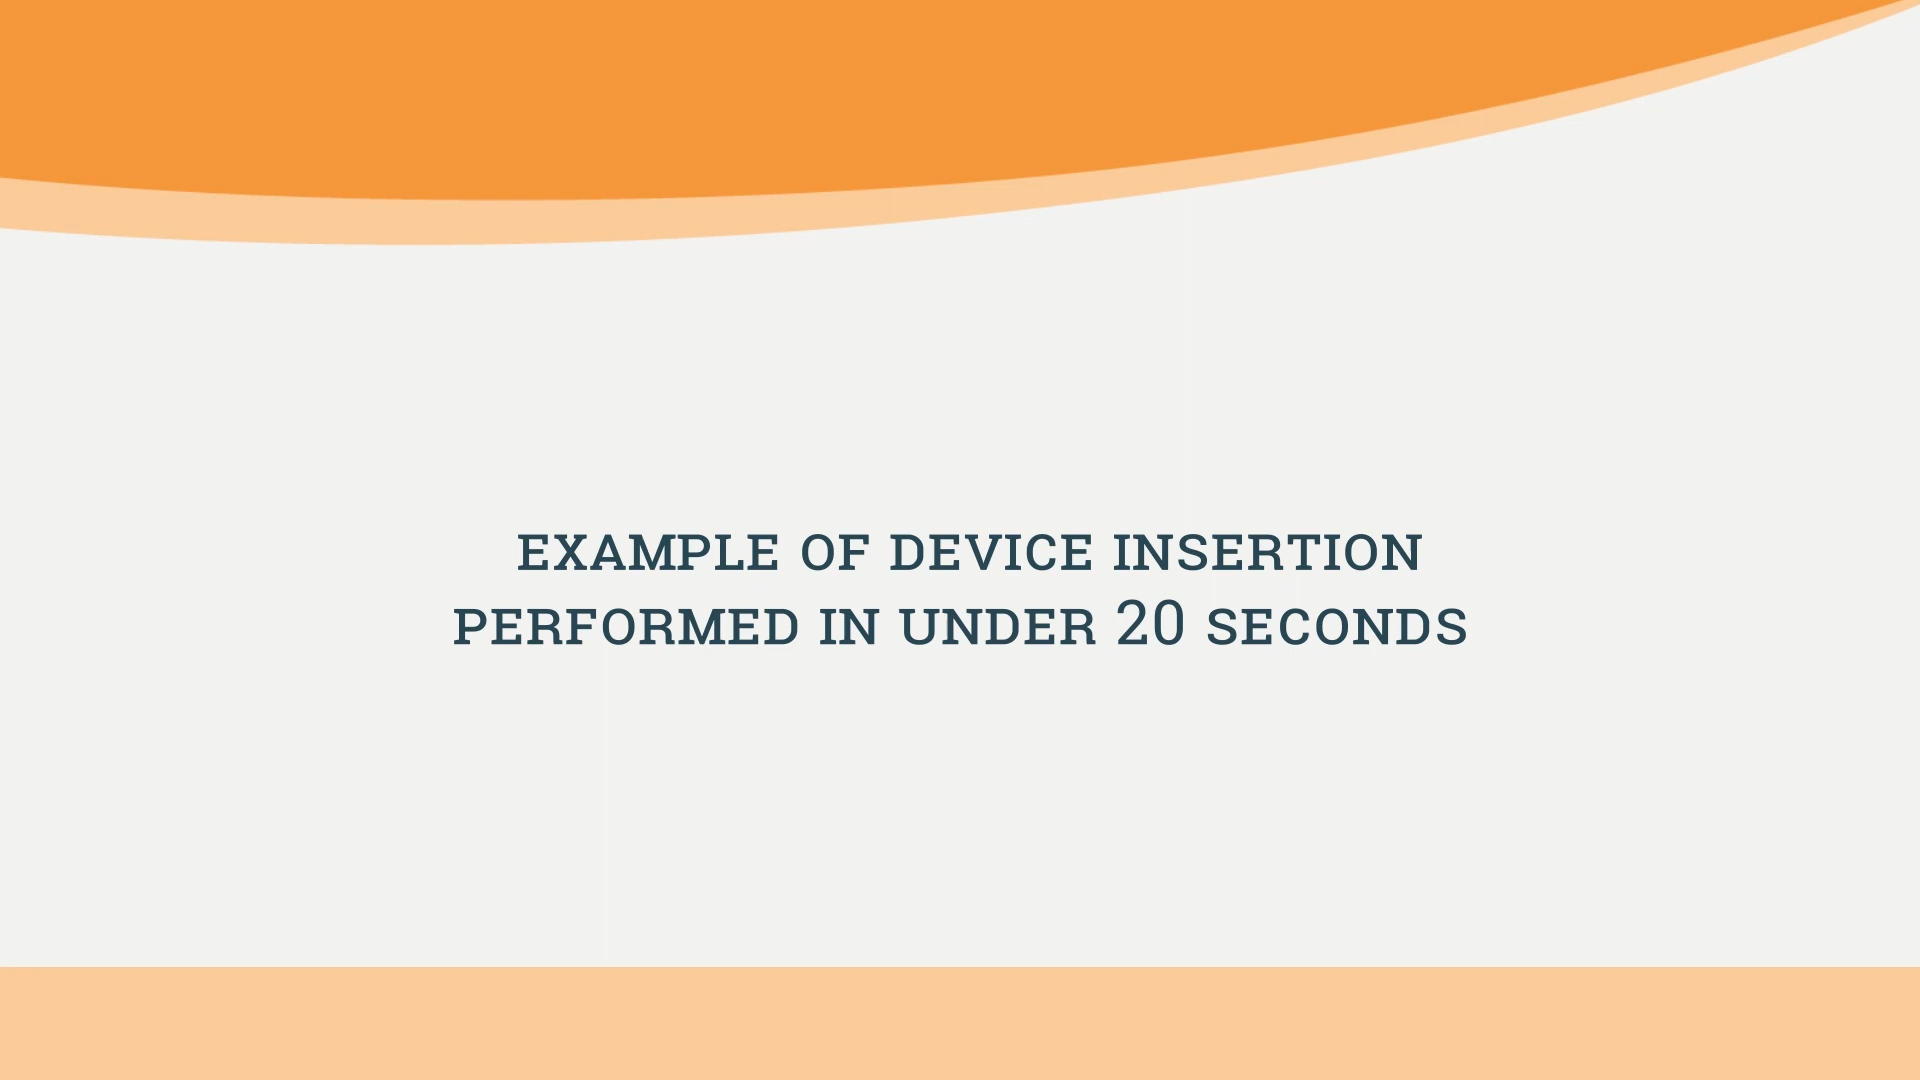 EXAMPLE OF DEVICE INSERTION
PERFORMED IN UNDER 20 SECONDS